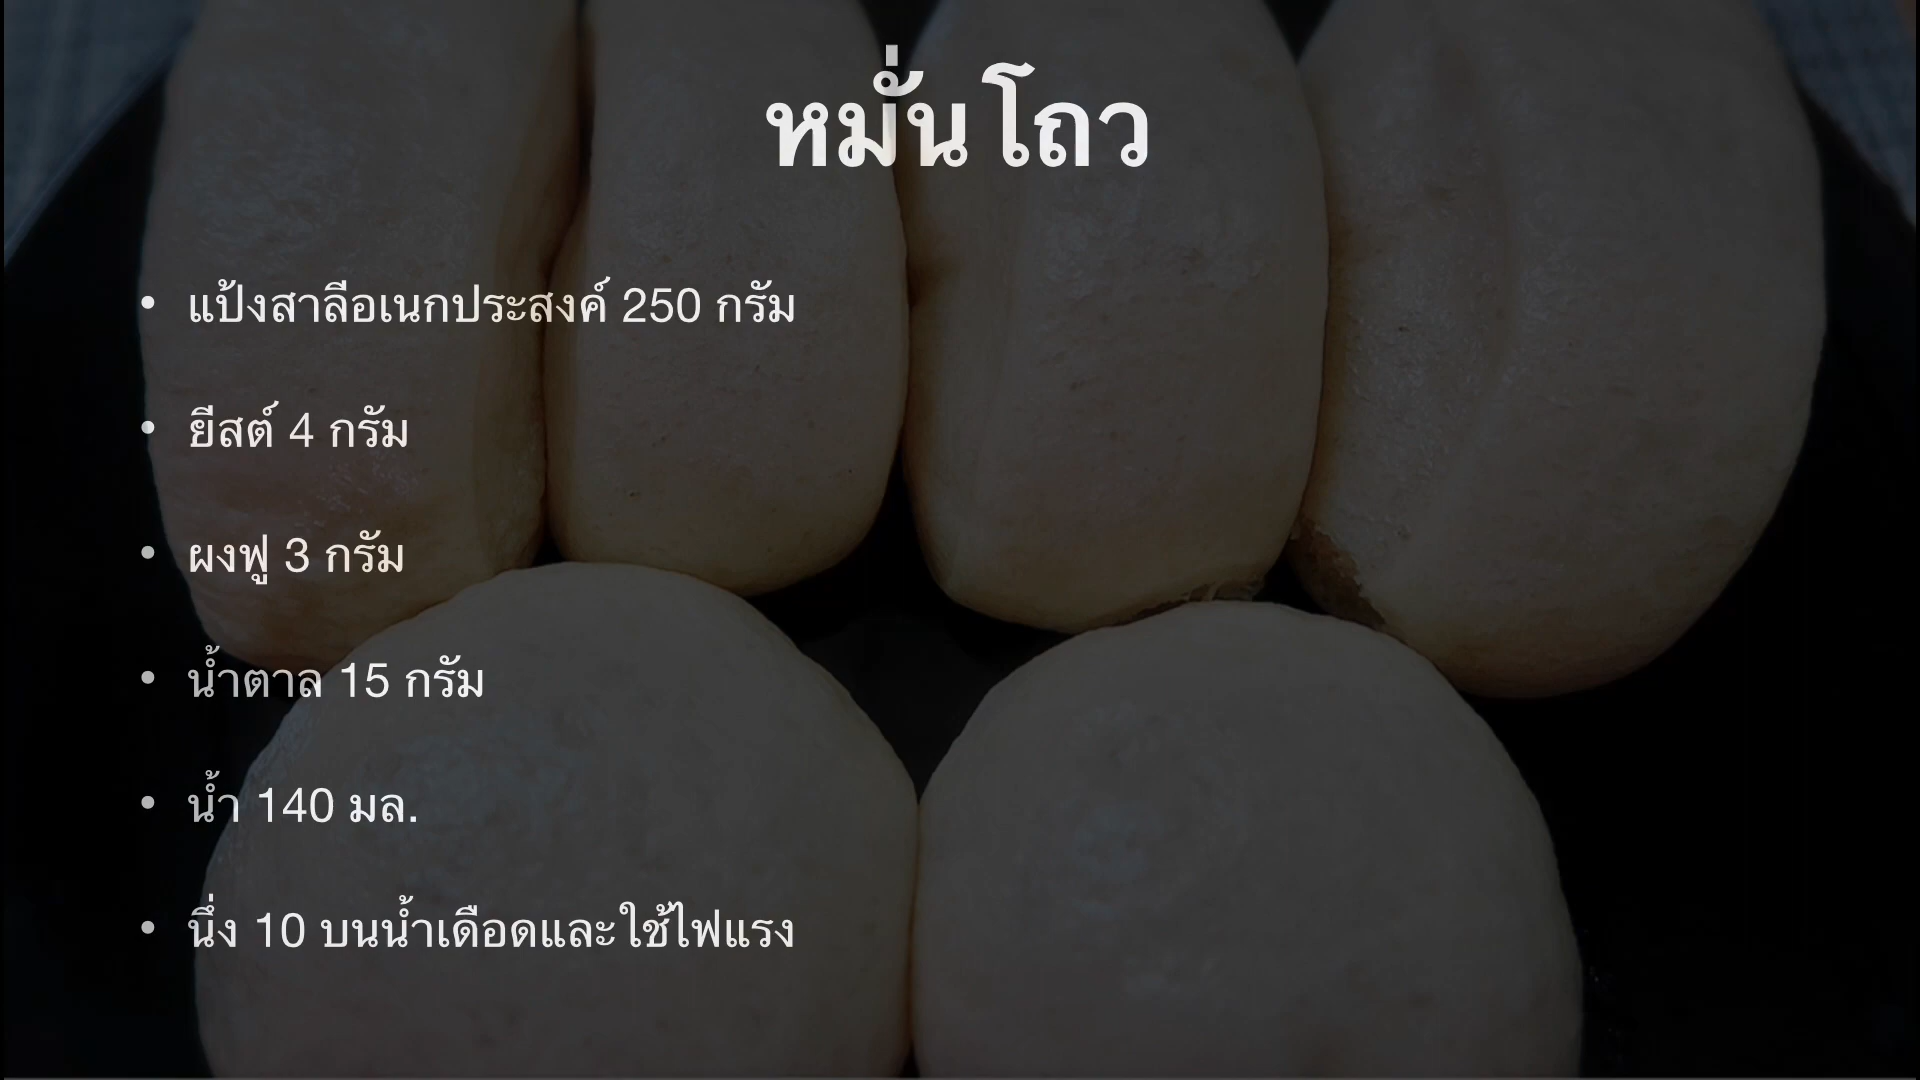 หมั่นโถว
• แป้งสาลีอเนกประสงค์ 250 กรัม
• ยีสต์ 4 กรัม
• ผงฟู 3 กรัม
• น้ำตาล 15 กรัม
• น้ำ 140 มล.
• นึ่ง 10 บนน้ำเดือดและใช้ไฟแรง